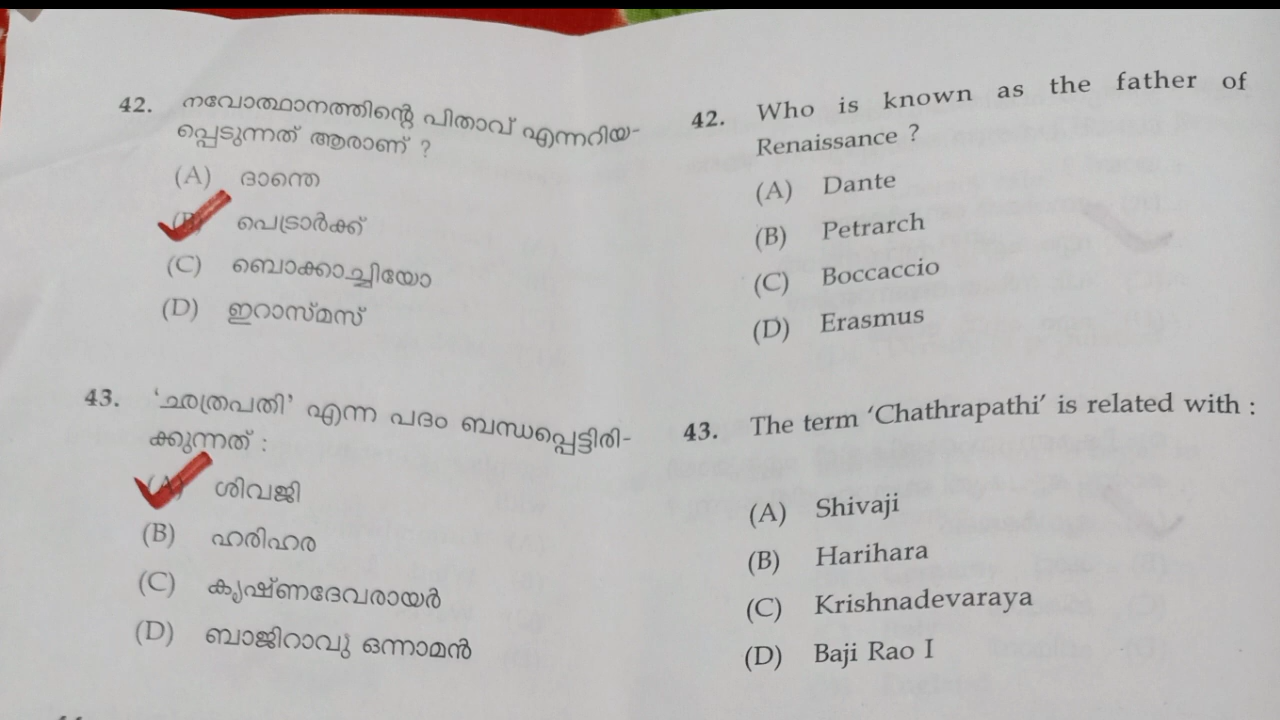 42. നവോത്ഥാനത്തിന്റെ പിതാവ് എന്നറിയ-
പ്പെടുന്നത് ആരാണ് ?
(A) ദാന്തെ
(B) പെട്രാർക്ക്
(C) ബൊക്കാച്ചിയോ
(D) ഇറാസ്മസ്
43. 'ഛത്രപതി' എന്ന പദം ബന്ധപ്പെട്ടിരി-
ക്കുന്നത് :
(A) ശിവജി
(B) ഹരിഹര
(C) കൃഷ്ണദേവരായർ
(D) ബാജിറാവു ഒന്നാമൻ
42. Who is known as the father of
Renaissance ?
(A) Dante
(B) Petrarch
(C) Boccaccio
(D) Erasmus
43. The term 'Chathrapathi' is related with :
(A) Shivaji
(B) Harihara
(C) Krishnadevaraya
(D) Baji Rao I